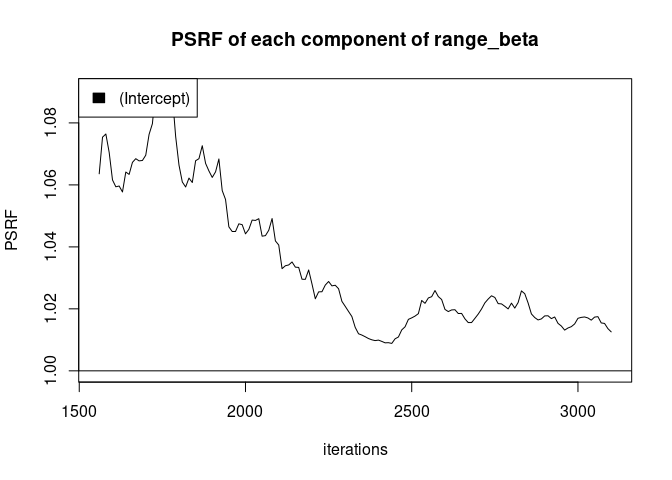 PSRF of each component of range_beta
(Intercept)
PSRF
1.08
1.06
1.04
1.02
1.00
1500 2000 2500 3000
iterations